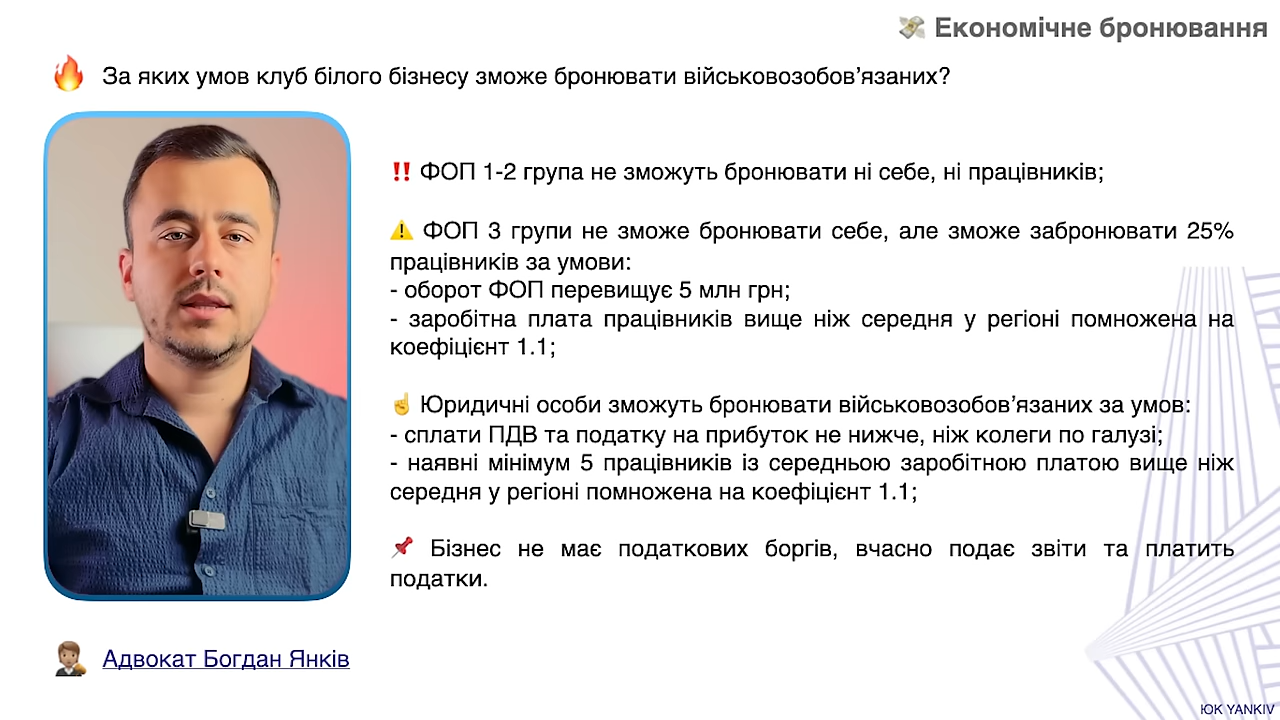 💸 Економічне бронювання
🔥 За яких умов клуб білого бізнесу зможе бронювати військовозобов’язаних?
‼️ ФОП 1-2 група не зможуть бронювати ні себе, ні працівників;
⚠️ ФОП 3 групи не зможе бронювати себе, але зможе забронювати 25%
працівників за умови:
- оборот ФОП перевищує 5 млн грн;
- заробітна плата працівників вище ніж середня у регіоні помножена на
коефіцієнт 1.1;
☝️ Юридичні особи зможуть бронювати військовозобов’язаних за умов:
- сплати ПДВ та податку на прибуток не нижче, ніж колеги по галузі;
- наявні мінімум 5 працівників із середньою заробітною платою вище ніж
середня у регіоні помножена на коефіцієнт 1.1;
📌 Бізнес не має податкових боргів, вчасно подає звіти та платить
податки.
Адвокат Богдан Янків
ЮК YANKIV